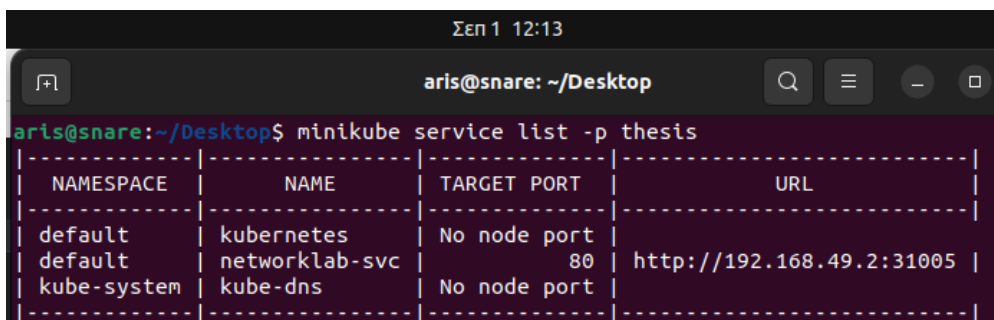 Σεπ 1 12:13
aris@snare: ~/Desktop
aris@snare:~/Desktop$ minikube service list -p thesis
|-------------|----------------|--------------|---------------------------|
| NAMESPACE | NAME | TARGET PORT | URL |
|-------------|----------------|--------------|---------------------------|
| default | kubernetes | No node port |
| default | networklab-svc | 80 | http://192.168.49.2:31005 |
| kube-system | kube-dns | No node port |
|-------------|----------------|--------------|---------------------------|